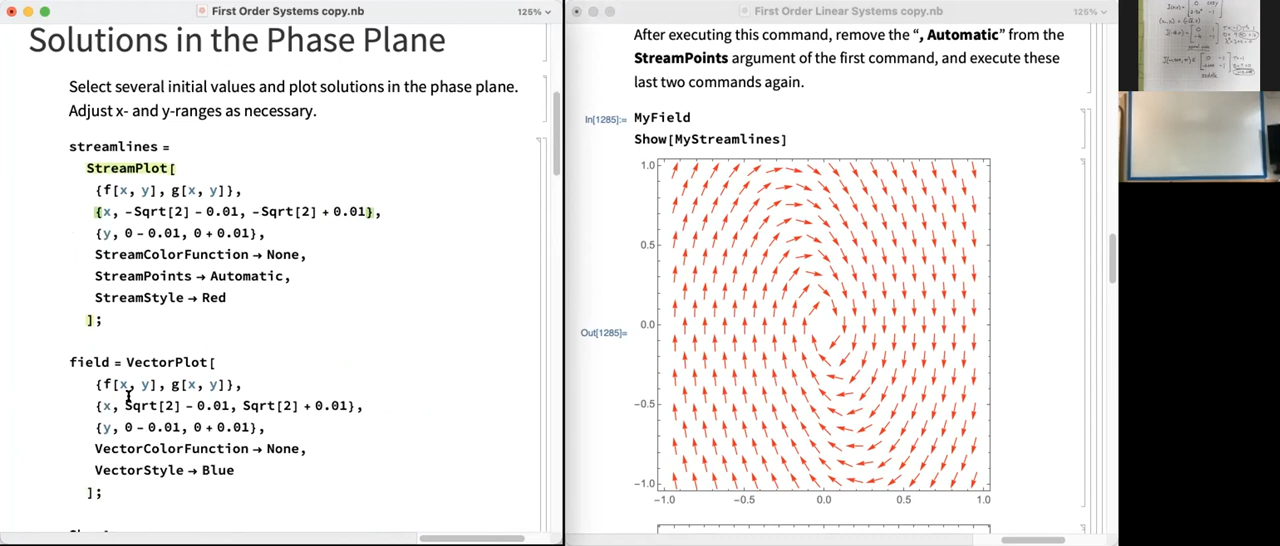 First Order Systems copy.nb
125%
Solutions in the Phase Plane
Select several initial values and plot solutions in the phase plane.
Adjust x- and y-ranges as necessary.
streamlines =
StreamPlot[
{f[x, y], g[x, y]},
{x, -Sqrt[2] - 0.01, -Sqrt[2] + 0.01},
{y, 0 - 0.01, 0 + 0.01},
StreamColorFunction → None,
StreamPoints → Automatic,
StreamStyle → Red
];
field = VectorPlot[
{f[x, y], g[x, y]},
{x, Sqrt[2] - 0.01, Sqrt[2] + 0.01},
{y, 0 - 0.01, 0 + 0.01},
VectorColorFunction → None,
VectorStyle → Blue
];
First Order Linear Systems copy.nb
125%
After executing this command, remove the “, Automatic” from the
StreamPoints argument of the first command, and execute these
last two commands again.
In[1285]:=
MyField
Show[MyStreamlines]
Out[1285]=
1.0
0.5
0.0
-0.5
-1.0
-1.0 -0.5 0.0 0.5 1.0